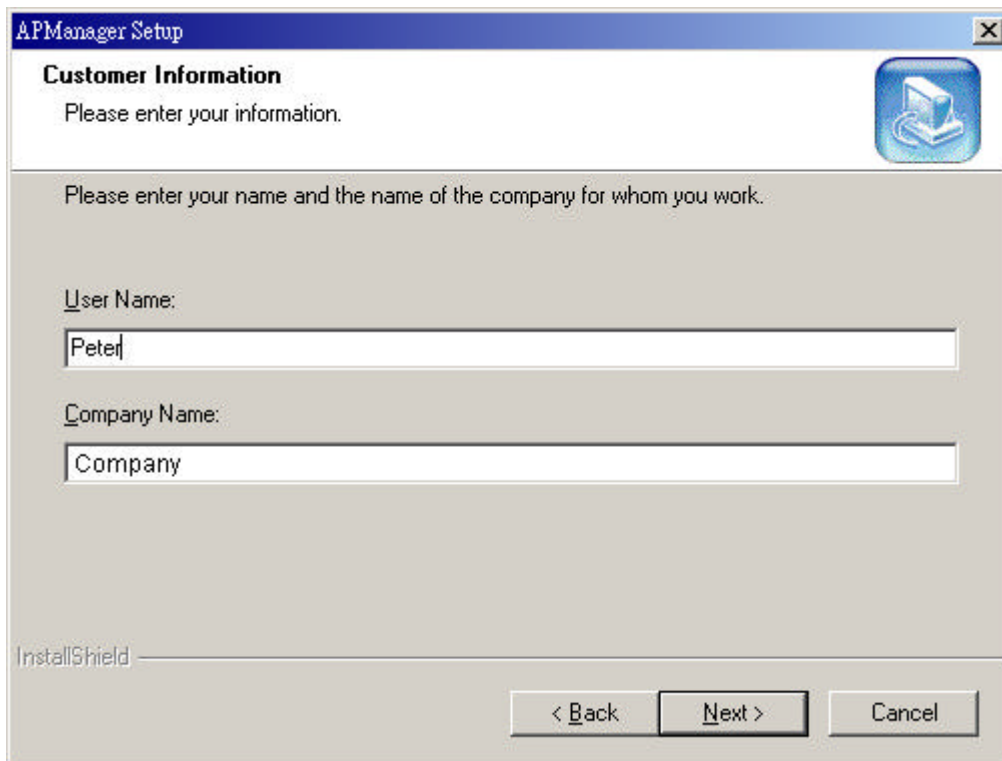 APManager Setup
Customer Information
Please enter your information.
Please enter your name and the name of the company for whom you work.
User Name:
Peter
Company Name:
Company
InstallShield
< Back Next > Cancel